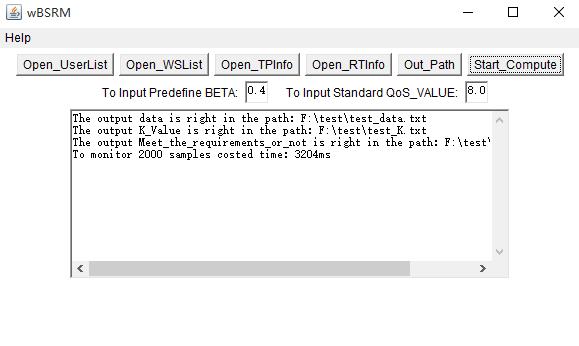 wBSRM
Help
Open_UserList Open_WSList Open_TPInfo Open_RTInfo Out_Path Start_Compute
To Input Predefine BETA: 0.4 To Input Standard QoS_VALUE: 8.0
The output data is right in the path: F:\test\test_data.txt
The output K_Value is right in the path: F:\test\test_K.txt
The output Meet_the_requirements_or_not is right in the path: F:\test\
To monitor 2000 samples costed time: 3204ms